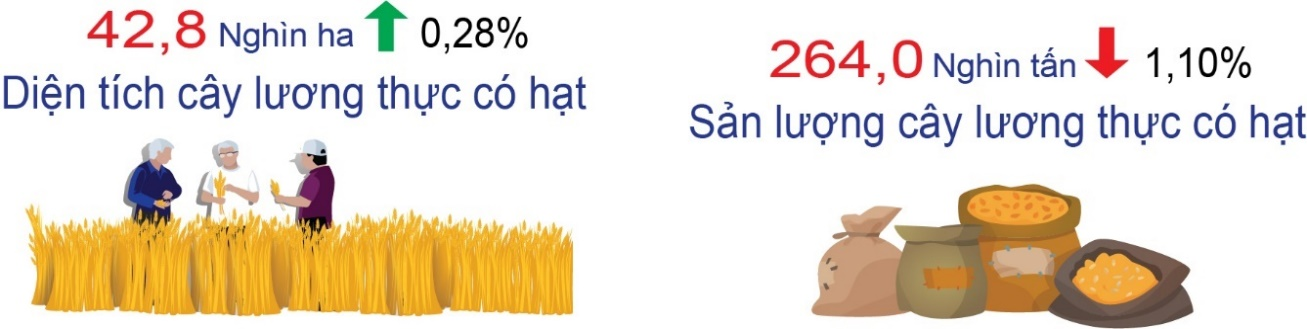 42,8 Nghìn ha 0,28%
Diện tích cây lương thực có hạt
264,0 Nghìn tấn 1,10%
Sản lượng cây lương thực có hạt